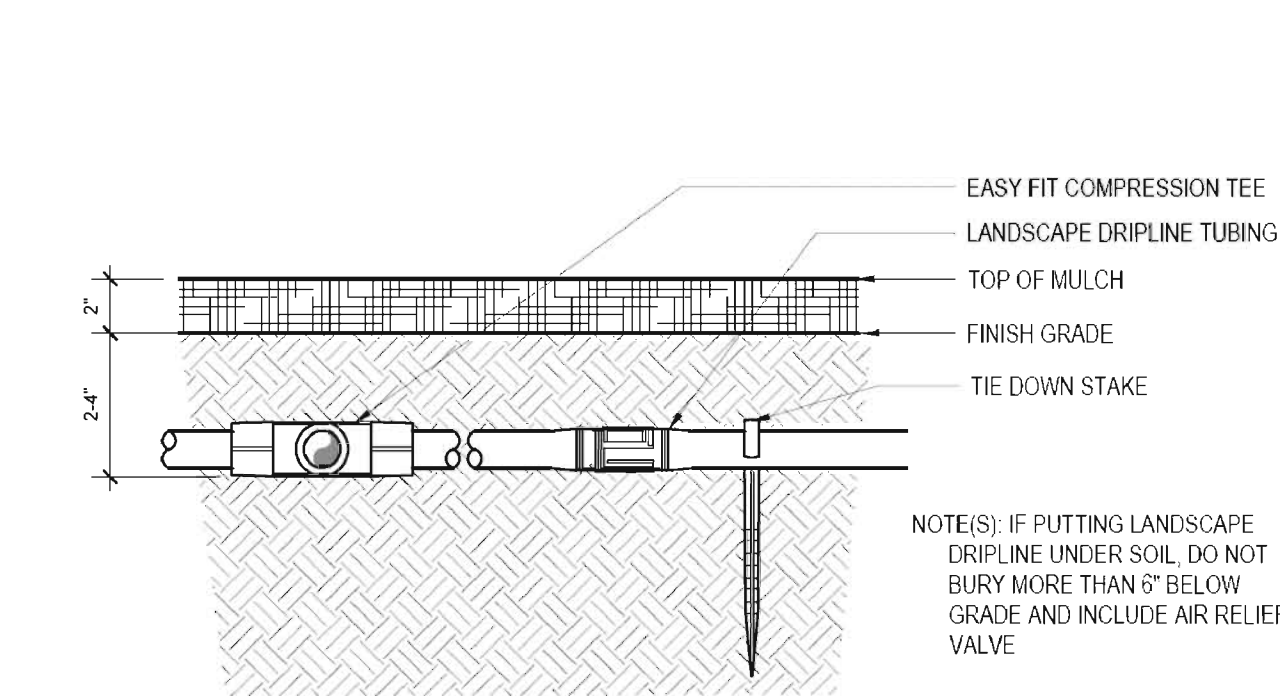 EASY FIT COMPRESSION TEE
LANDSCAPE DRIPLINE TUBING
TOP OF MULCH
FINISH GRADE
TIE DOWN STAKE
2"
2-4"
NOTE(S): IF PUTTING LANDSCAPE
DRIPLINE UNDER SOIL, DO NOT
BURY MORE THAN 6" BELOW
GRADE AND INCLUDE AIR RELIEF
VALVE